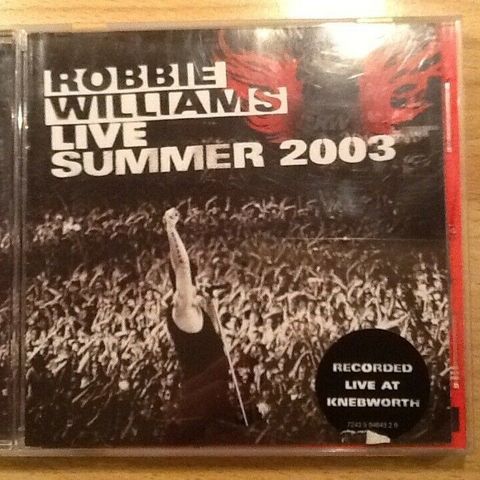 ROBBIE
WILLIAMS
LIVE
SUMMER 2003
RECORDED
LIVE AT
KNEBWORTH